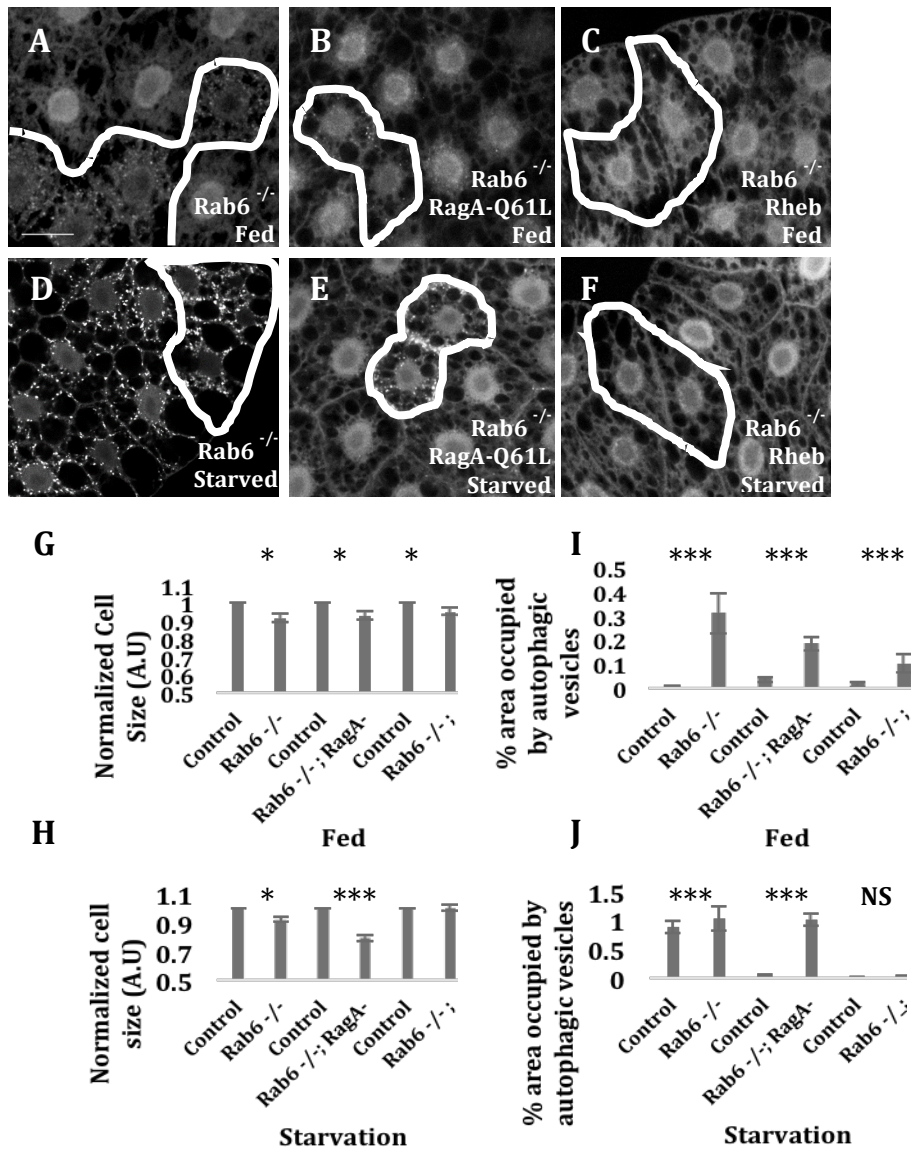 A
Rab6 -/-
Fed
B
Rab6 -/-
RagA-Q61L
Fed
C
Rab6 -/-
Rheb
Fed
D
Rab6 -/-
Starved
E
Rab6 -/-
RagA-Q61L
Starved
F
Rab6 -/-
Rheb
Starved
G
* * *
Normalized Cell
Size (A.U)
1.1
1
0.9
0.8
0.7
0.6
0.5
Control
Rab6 -/-
Control
Rab6 -/-; RagA-
Control
Rab6 -/-;
Fed
I
*** *** ***
% area occupied
by autophagic
vesicles
0.5
0.4
0.3
0.2
0.1
0
Control
Rab6 -/-
Control
Rab6 -/-; RagA-
Control
Rab6 -/-;
Fed
H
* ***
Normalized cell
size (A.U)
1.1
0.9
0.7
0.5
Control
Rab6 -/-
Control
Rab6 -/-; RagA-
Control
Rab6 -/-;
Starvation
J
*** *** NS
% area occupied by
autophagic vesicles
1.5
1
0.5
0
Control
Rab6 -/-
Control
Rab6 -/-; RagA-
Control
Rab6 -/-;
Starvation